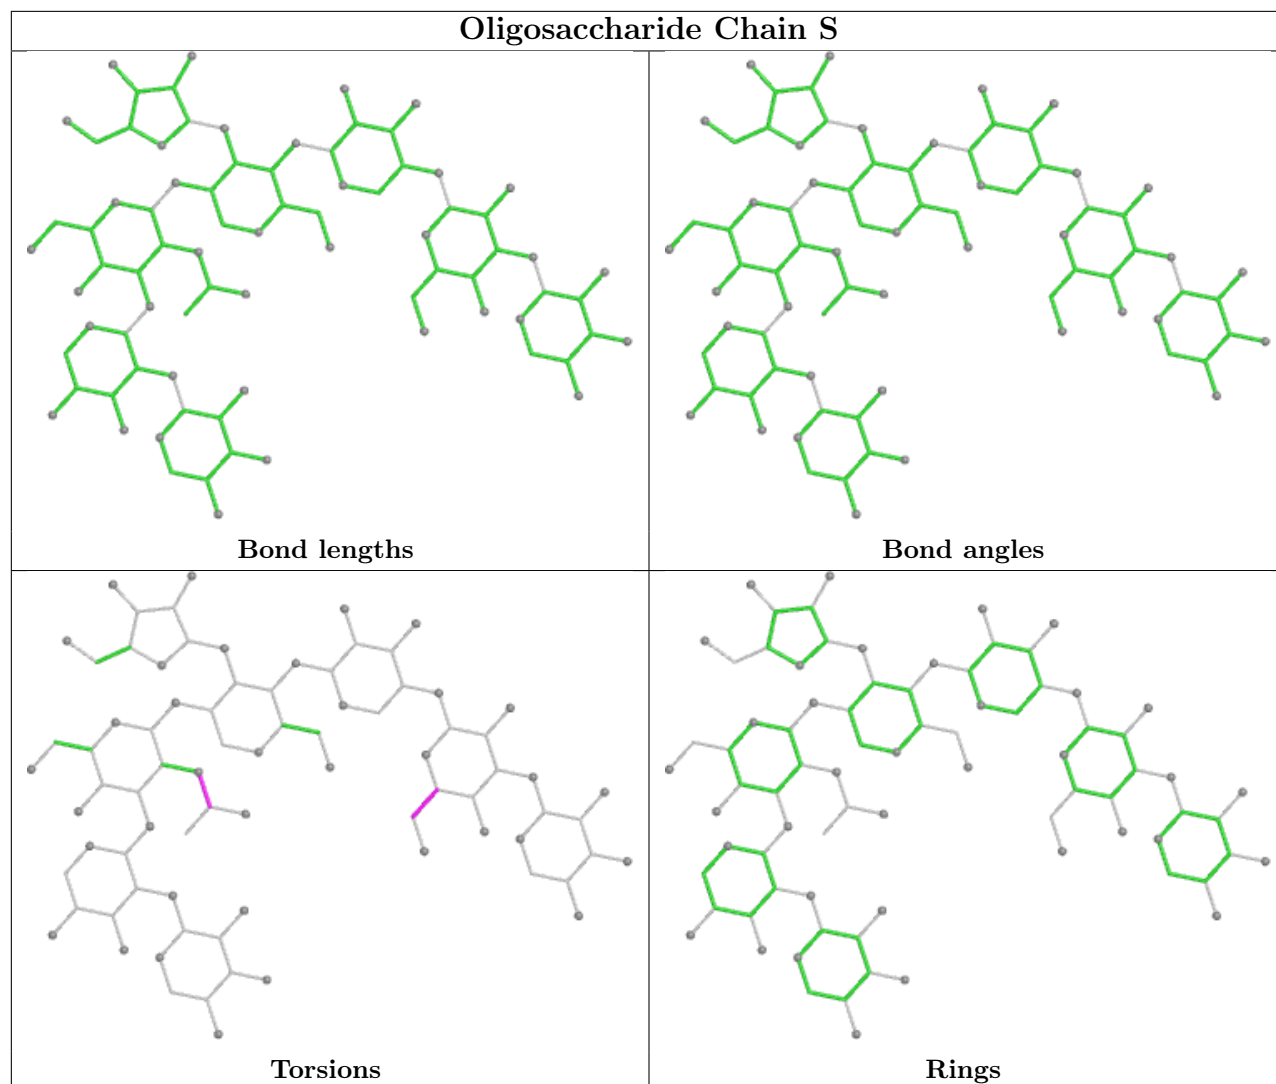 Oligosaccharide Chain S
Bond lengths
Bond angles
Torsions
Rings